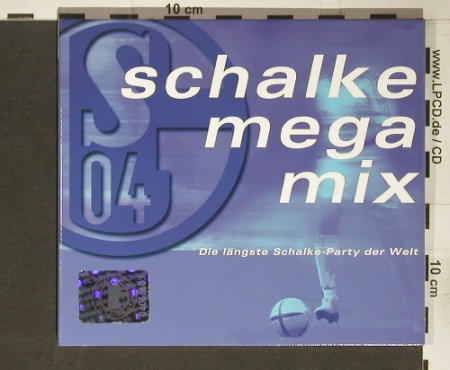 10 cm
schalke
mega
mix
S
04
Die längste Schalke-Party der Welt
www.LPCD.de / CD
10 cm